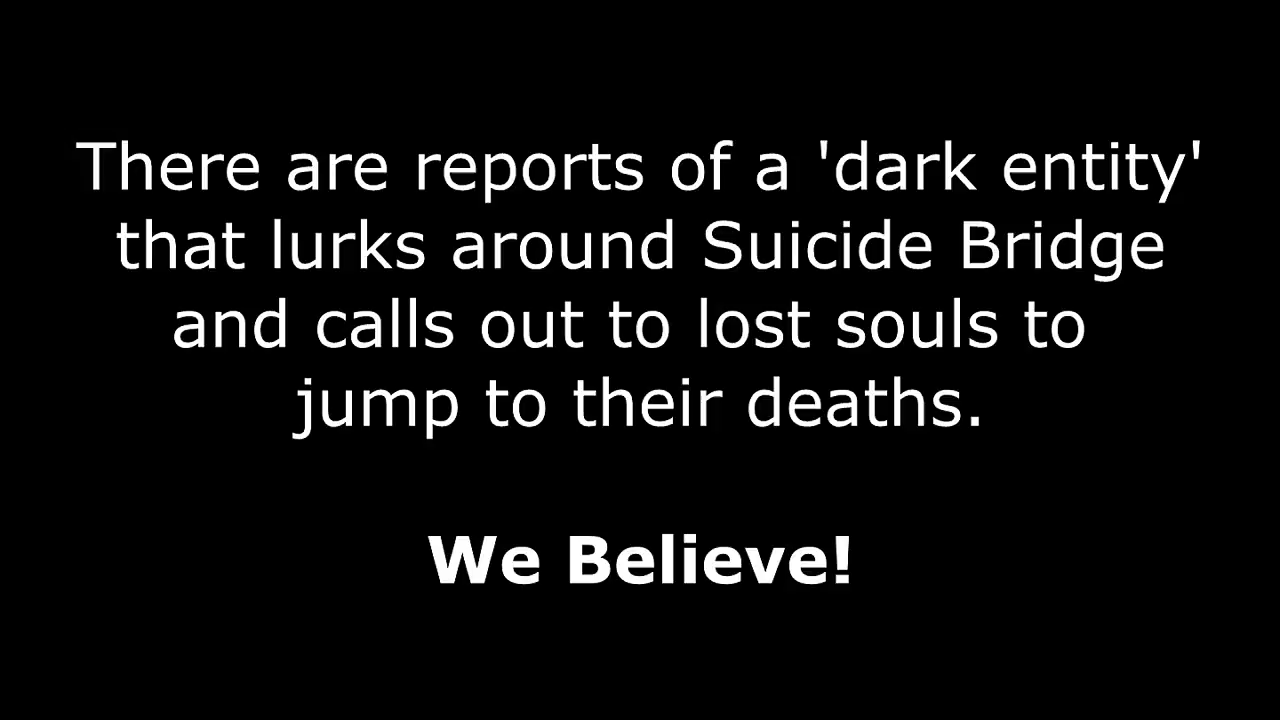 There are reports of a 'dark entity'
that lurks around Suicide Bridge
and calls out to lost souls to
jump to their deaths.
We Believe!